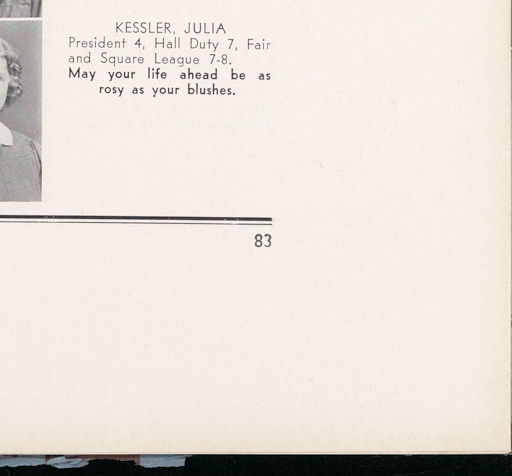 KESSLER, JULIA
President 4, Hall Duty 7, Fair
and Square League 7-8.
May your life ahead be as
rosy as your blushes.
83